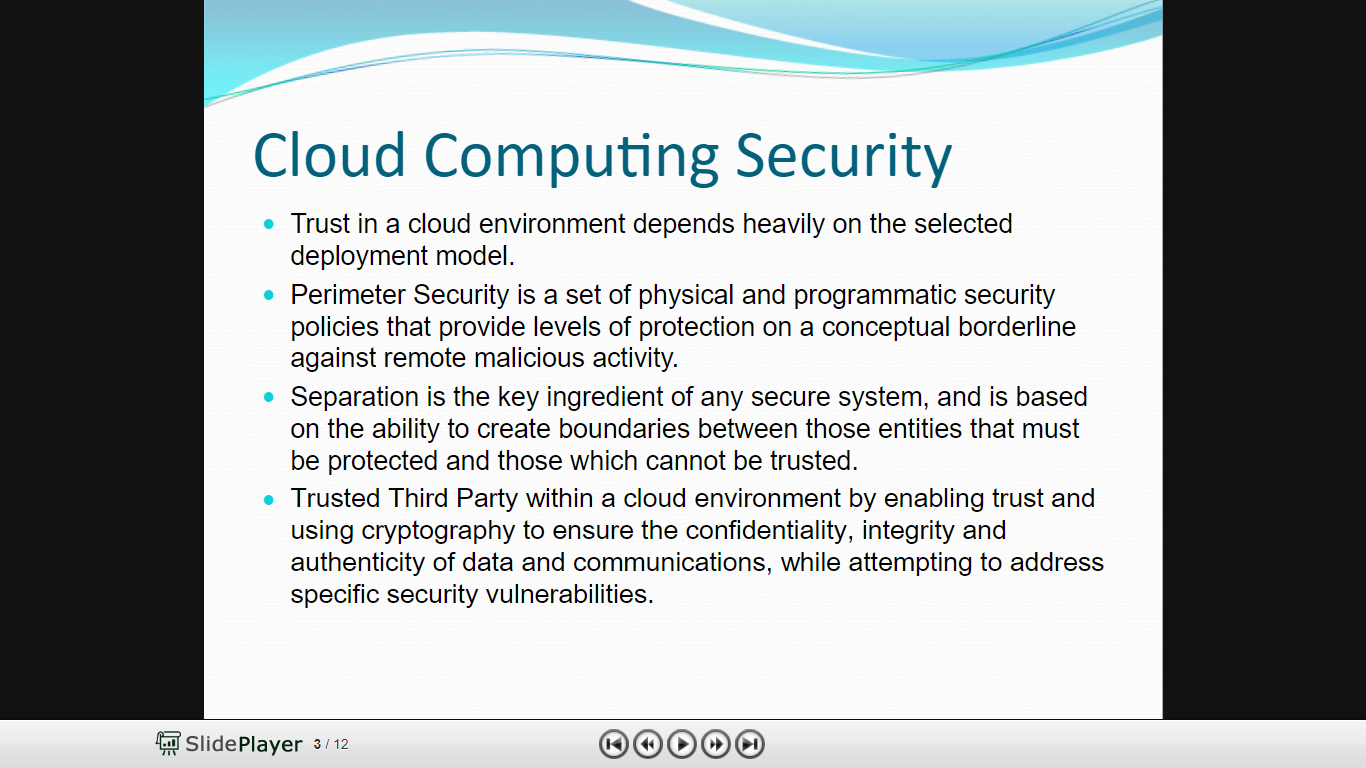 Cloud Computing Security
Trust in a cloud environment depends heavily on the selected
deployment model.
Perimeter Security is a set of physical and programmatic security
policies that provide levels of protection on a conceptual borderline
against remote malicious activity.
Separation is the key ingredient of any secure system, and is based
on the ability to create boundaries between those entities that must
be protected and those which cannot be trusted.
Trusted Third Party within a cloud environment by enabling trust and
using cryptography to ensure the confidentiality, integrity and
authenticity of data and communications, while attempting to address
specific security vulnerabilities.
SlidePlayer 3 / 12